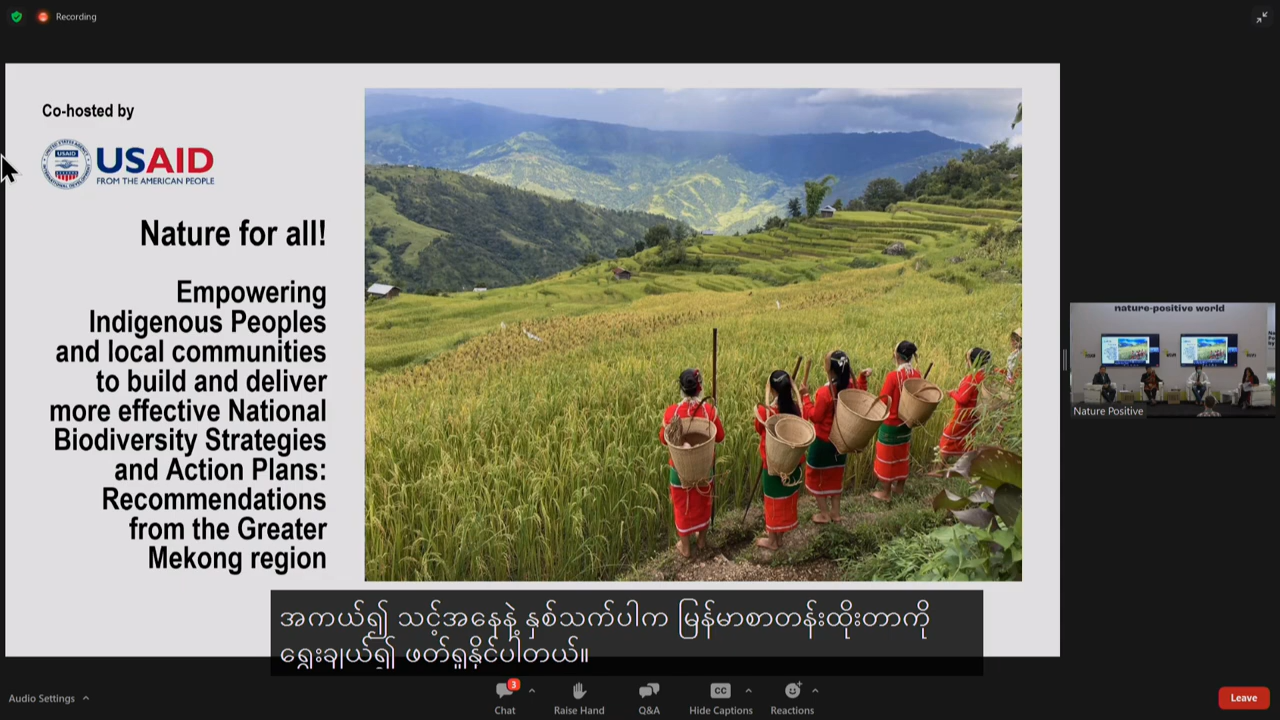 Recording
Co-hosted by
USAID
FROM THE AMERICAN PEOPLE
Nature for all!
Empowering
Indigenous Peoples
and local communities
to build and deliver
more effective National
Biodiversity Strategies
and Action Plans:
Recommendations
from the Greater
Mekong region
nature-positive world
Nature Positive
အကယ်၍ သင့်အနေနဲ့ နှစ်သက်ပါက မြန်မာစာတန်းထိုးတာကို
ရွေးချယ်၍ ဖတ်ရှုနိုင်ပါတယ်။
Audio Settings
3
Chat
Raise Hand
Q&A
CC
Hide Captions
Reactions
Leave